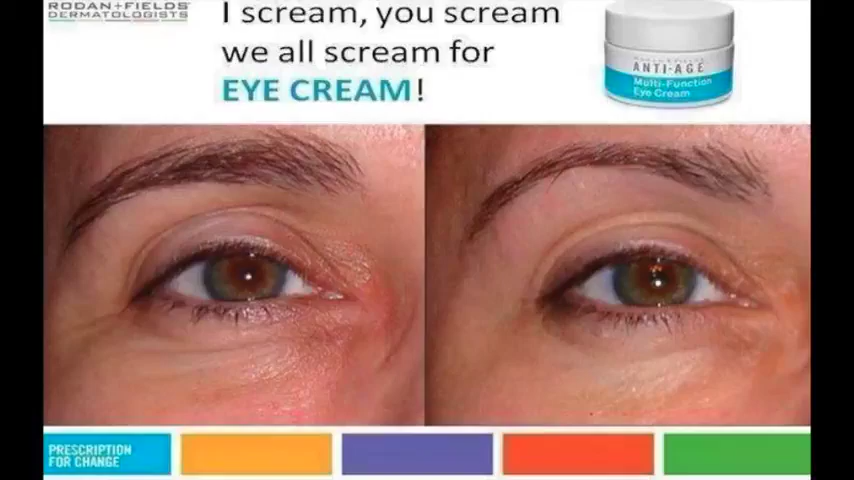 RODAN+FIELDS
DERMATOLOGISTS
I scream, you scream
we all scream for
EYE CREAM!
ANTI-AGE
Multi-Function
Eye Cream
PRESCRIPTION
FOR CHANGE